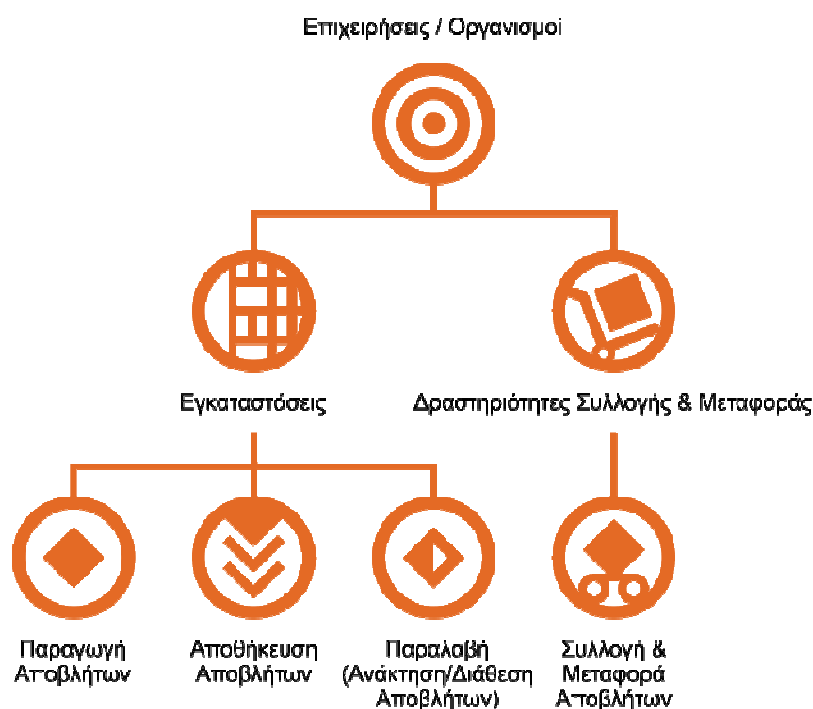 Επιχειρήσεις / Οργανισμοί
Εγκαταστάσεις
Δραστηριότητες Συλλογής & Μεταφοράς
Παραγωγή
Αποβλήτων
Αποθήκευση
Αποβλήτων
Παραλαβή
(Ανάκτηση/Διάθεση
Αποβλήτων)
Συλλογή &
Μεταφορά
Αποβλήτων